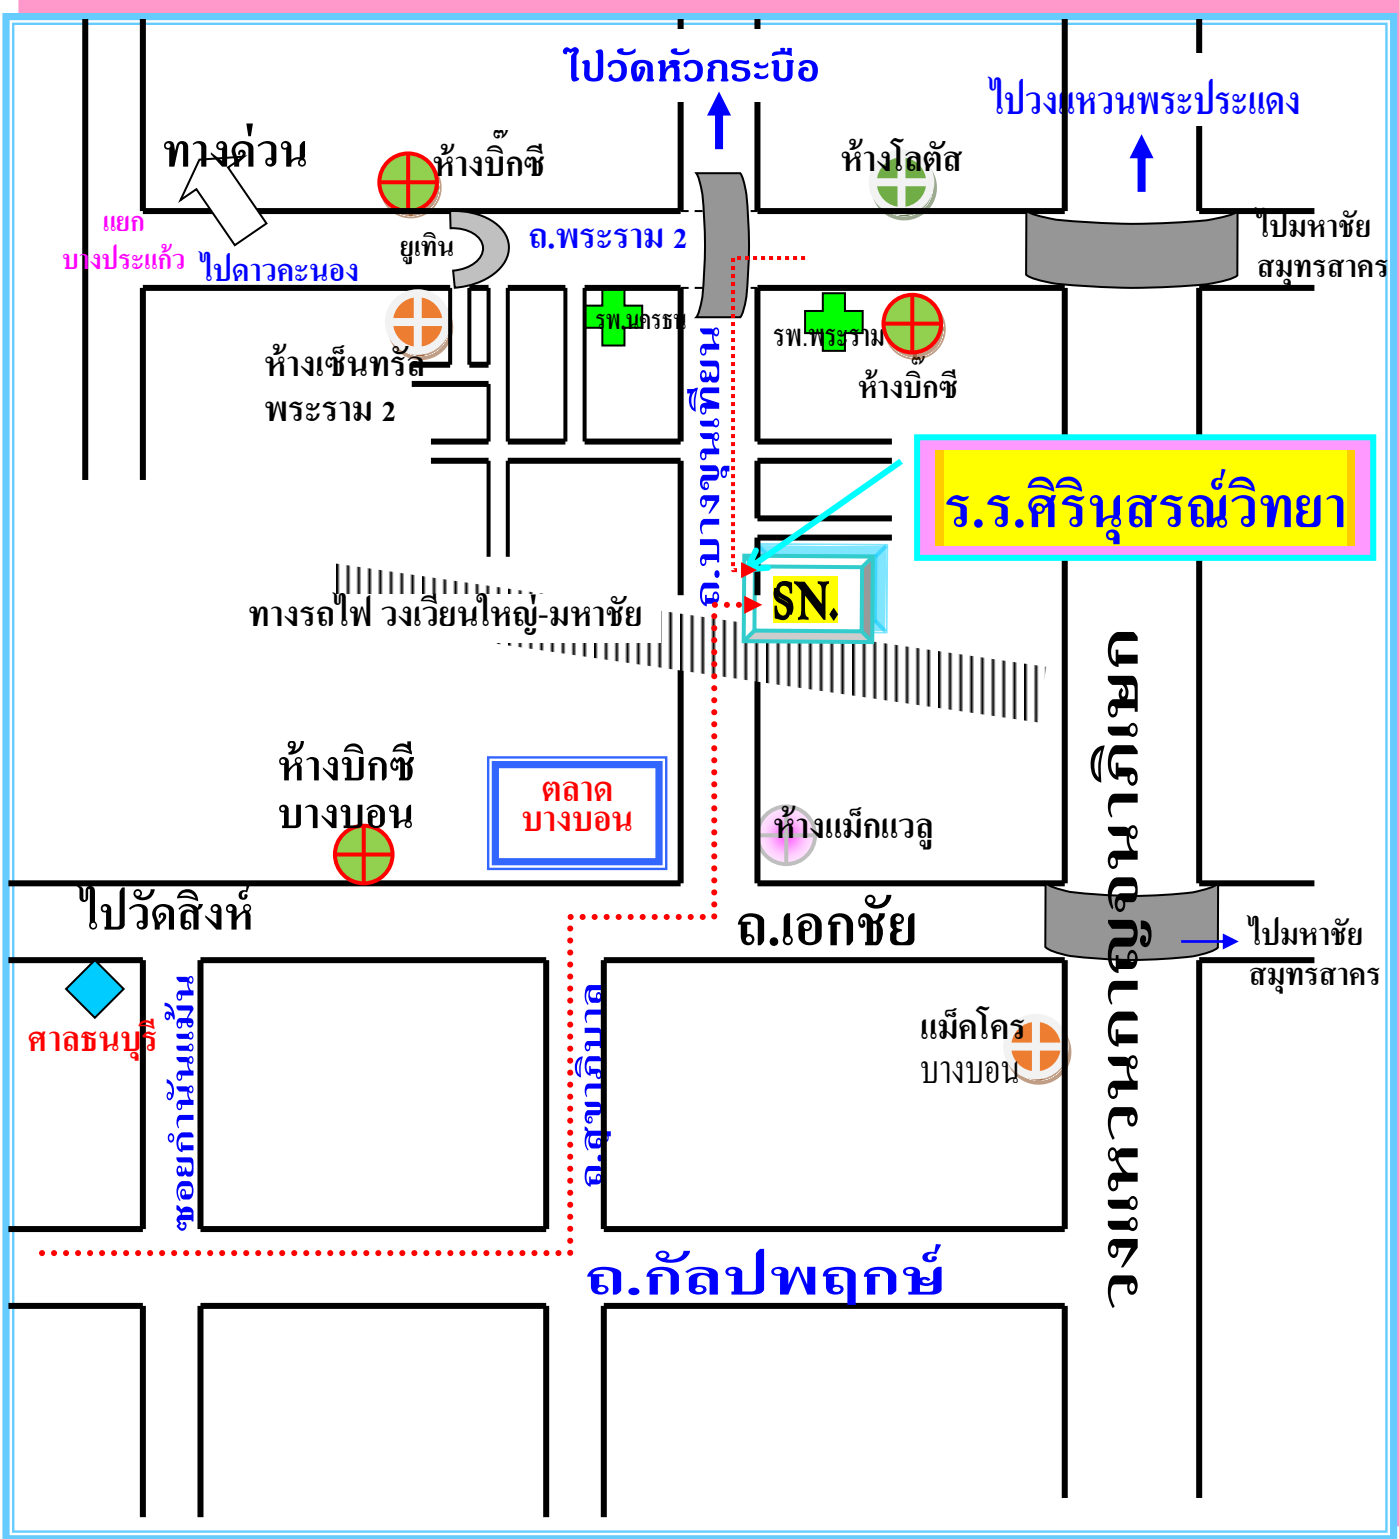 ไปวัดหัวกระบือ
ไปวงแหวนพระประแดง
ทางด่วน
ห้างบิ๊กซี
ห้างโลตัส
แยก
บางประแก้ว
ไปดาวคะนอง
ยูเทิน
ถ.พระราม 2
ไปมหาชัย
สมุทรสาคร
รพ.นครธน
รพ.พระราม
ห้างเซ็นทรัล
พระราม 2
ห้างบิ๊กซี
ถ.บางขุนเทียน
ร.ร.ศิรินุสรณ์วิทยา
SN.
ทางรถไฟ วงเวียนใหญ่-มหาชัย
วงแหวนกาญจนาภิเษก
ห้างบิกซี
บางบอน
ตลาด
บางบอน
ห้างแม็กแวลู
ไปวัดสิงห์
ถ.เอกชัย
ไปมหาชัย
สมุทรสาคร
ศาลธนบุรี
ซอยกำนันแม้น
ถ.สุขาภิบาล
แม็คโคร
บางบอน
ถ.กัลปพฤกษ์